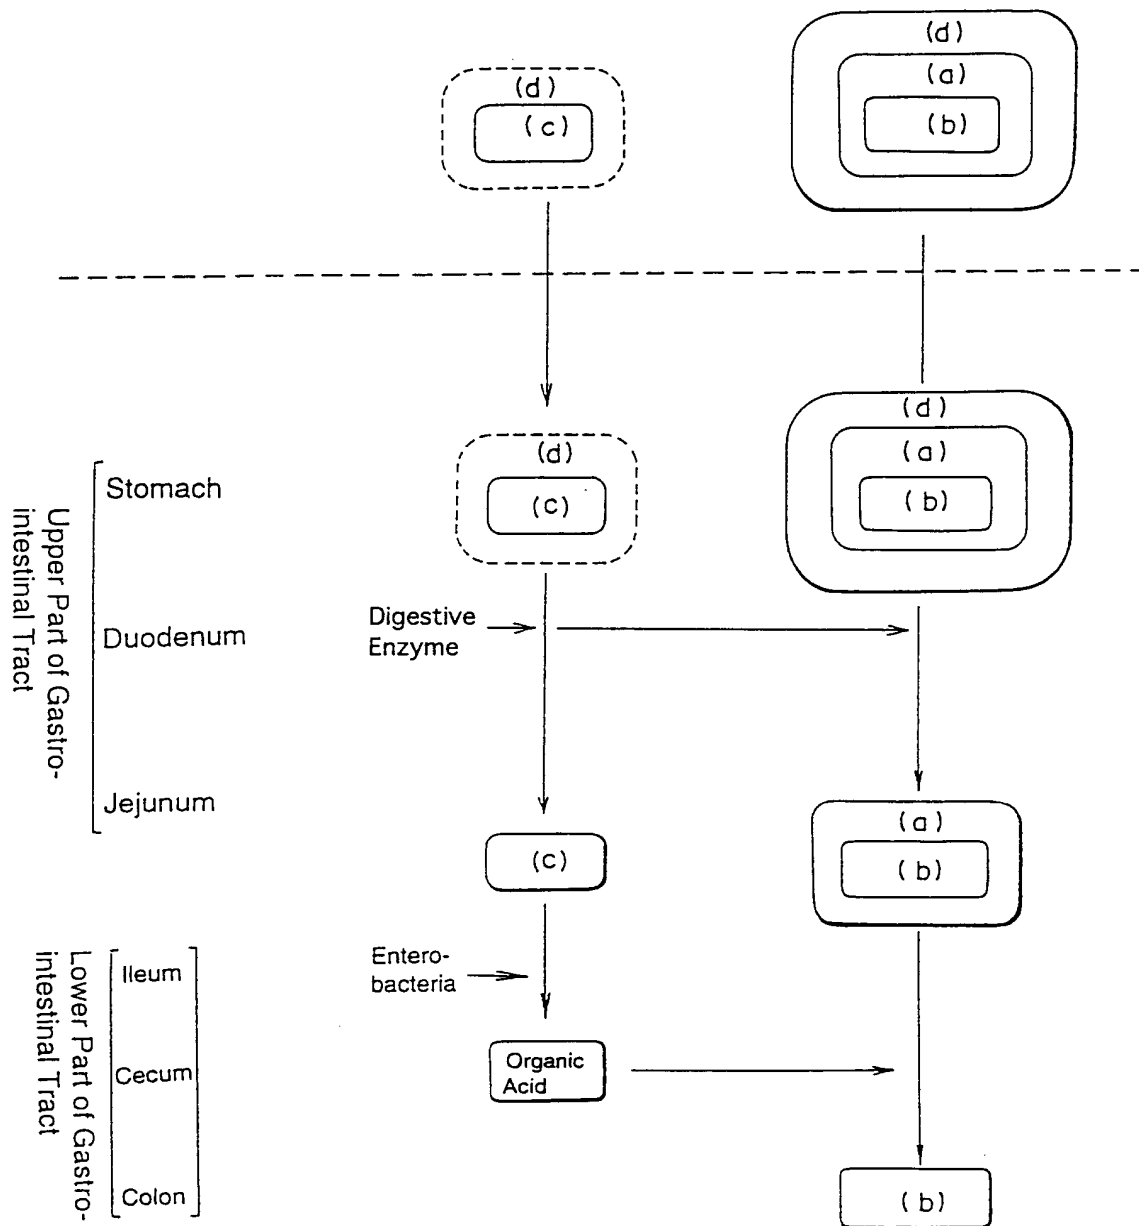 (d)
(d)
(a)
(c)
(b)
(d)
(d)
(a)
(c)
(b)
Upper Part of Gastro-
intestinal Tract
Stomach
Duodenum
Jejunum
Digestive
Enzyme
(a)
(c)
(b)
Lower Part of Gastro-
intestinal Tract
Ileum
Cecum
Colon
Entero-
bacteria
Organic
Acid
(b)